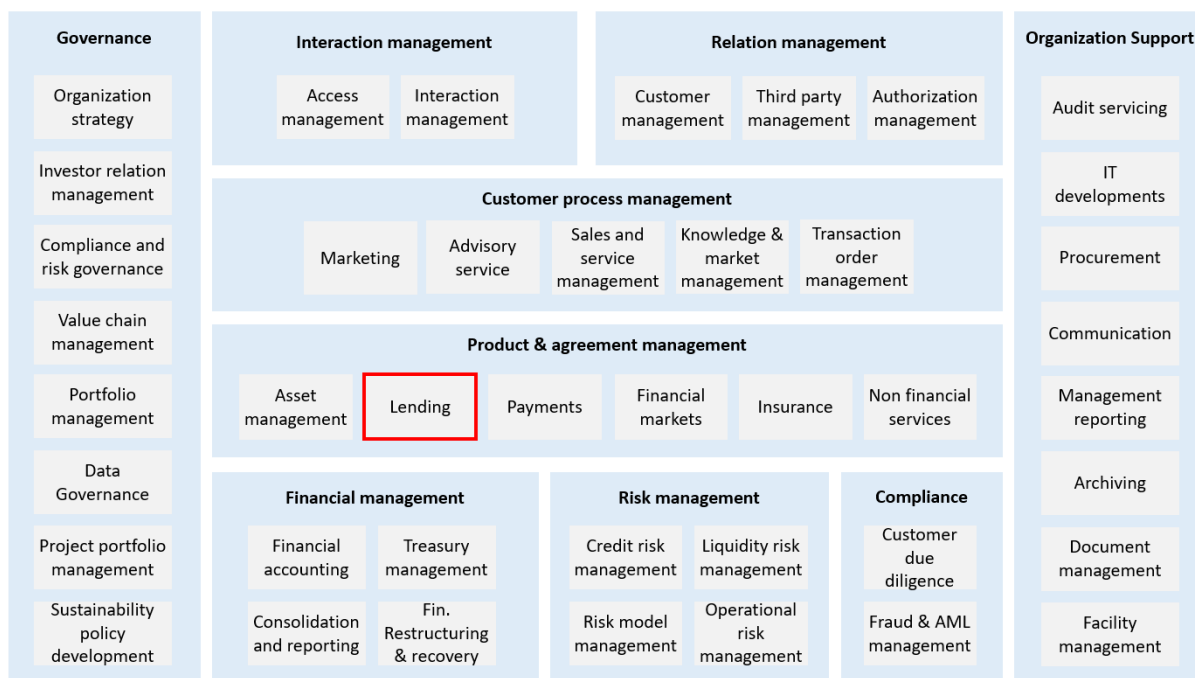 Governance
Organization
strategy
Investor relation
management
Compliance and
risk governance
Value chain
management
Portfolio
management
Data
Governance
Project portfolio
management
Sustainability
policy
development
Interaction management
Access
management
Interaction
management
Relation management
Customer
management
Third party
management
Authorization
management
Customer process management
Marketing
Advisory
service
Sales and
service
management
Knowledge &
market
management
Transaction
order
management
Product & agreement management
Asset
management
Lending
Payments
Financial
markets
Insurance
Non financial
services
Financial management
Financial
accounting
Treasury
management
Consolidation
and reporting
Fin.
Restructuring
& recovery
Risk management
Credit risk
management
Liquidity risk
management
Risk model
management
Operational
risk
management
Compliance
Customer
due
diligence
Fraud & AML
management
Organization Support
Audit servicing
IT
developments
Procurement
Communication
Management
reporting
Archiving
Document
management
Facility
management